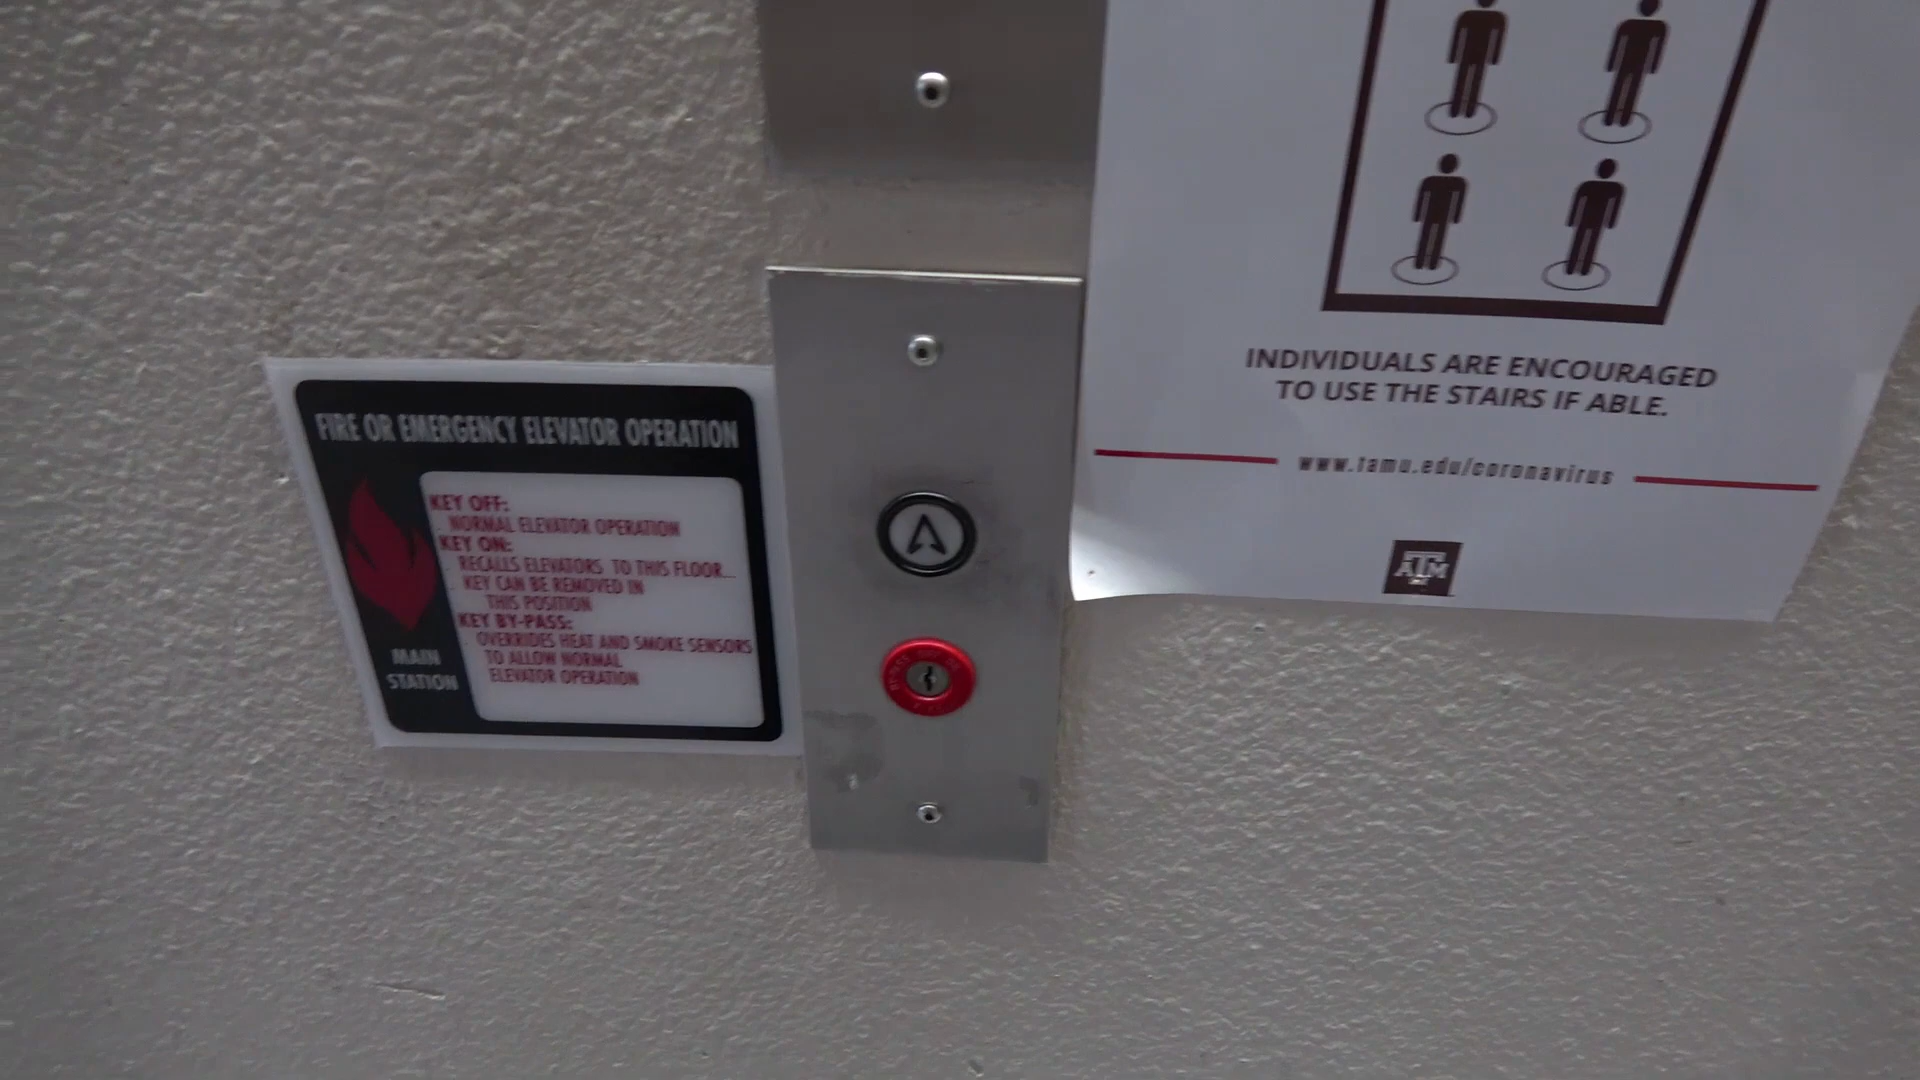 FIRE OR EMERGENCY ELEVATOR OPERATION
KEY OFF:
NORMAL ELEVATOR OPERATION
KEY ON:
RECALLS ELEVATORS TO THIS FLOOR...
KEY CAN BE REMOVED IN
THIS POSITION
KEY BY-PASS:
OVERRIDES HEAT AND SMOKE SENSORS
TO ALLOW NORMAL
ELEVATOR OPERATION
MAIN
STATION
INDIVIDUALS ARE ENCOURAGED
TO USE THE STAIRS IF ABLE.
www.tamu.edu/coronavirus
ATM